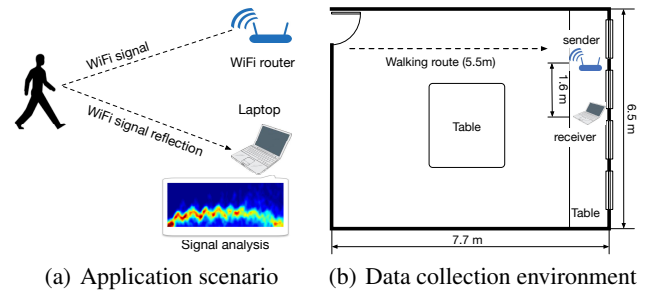 WiFi signal
WiFi router
WiFi signal reflection
Laptop
Signal analysis
(a) Application scenario
sender
Walking route (5.5m)
1.6 m
Table
receiver
6.5 m
Table
7.7 m
(b) Data collection environment